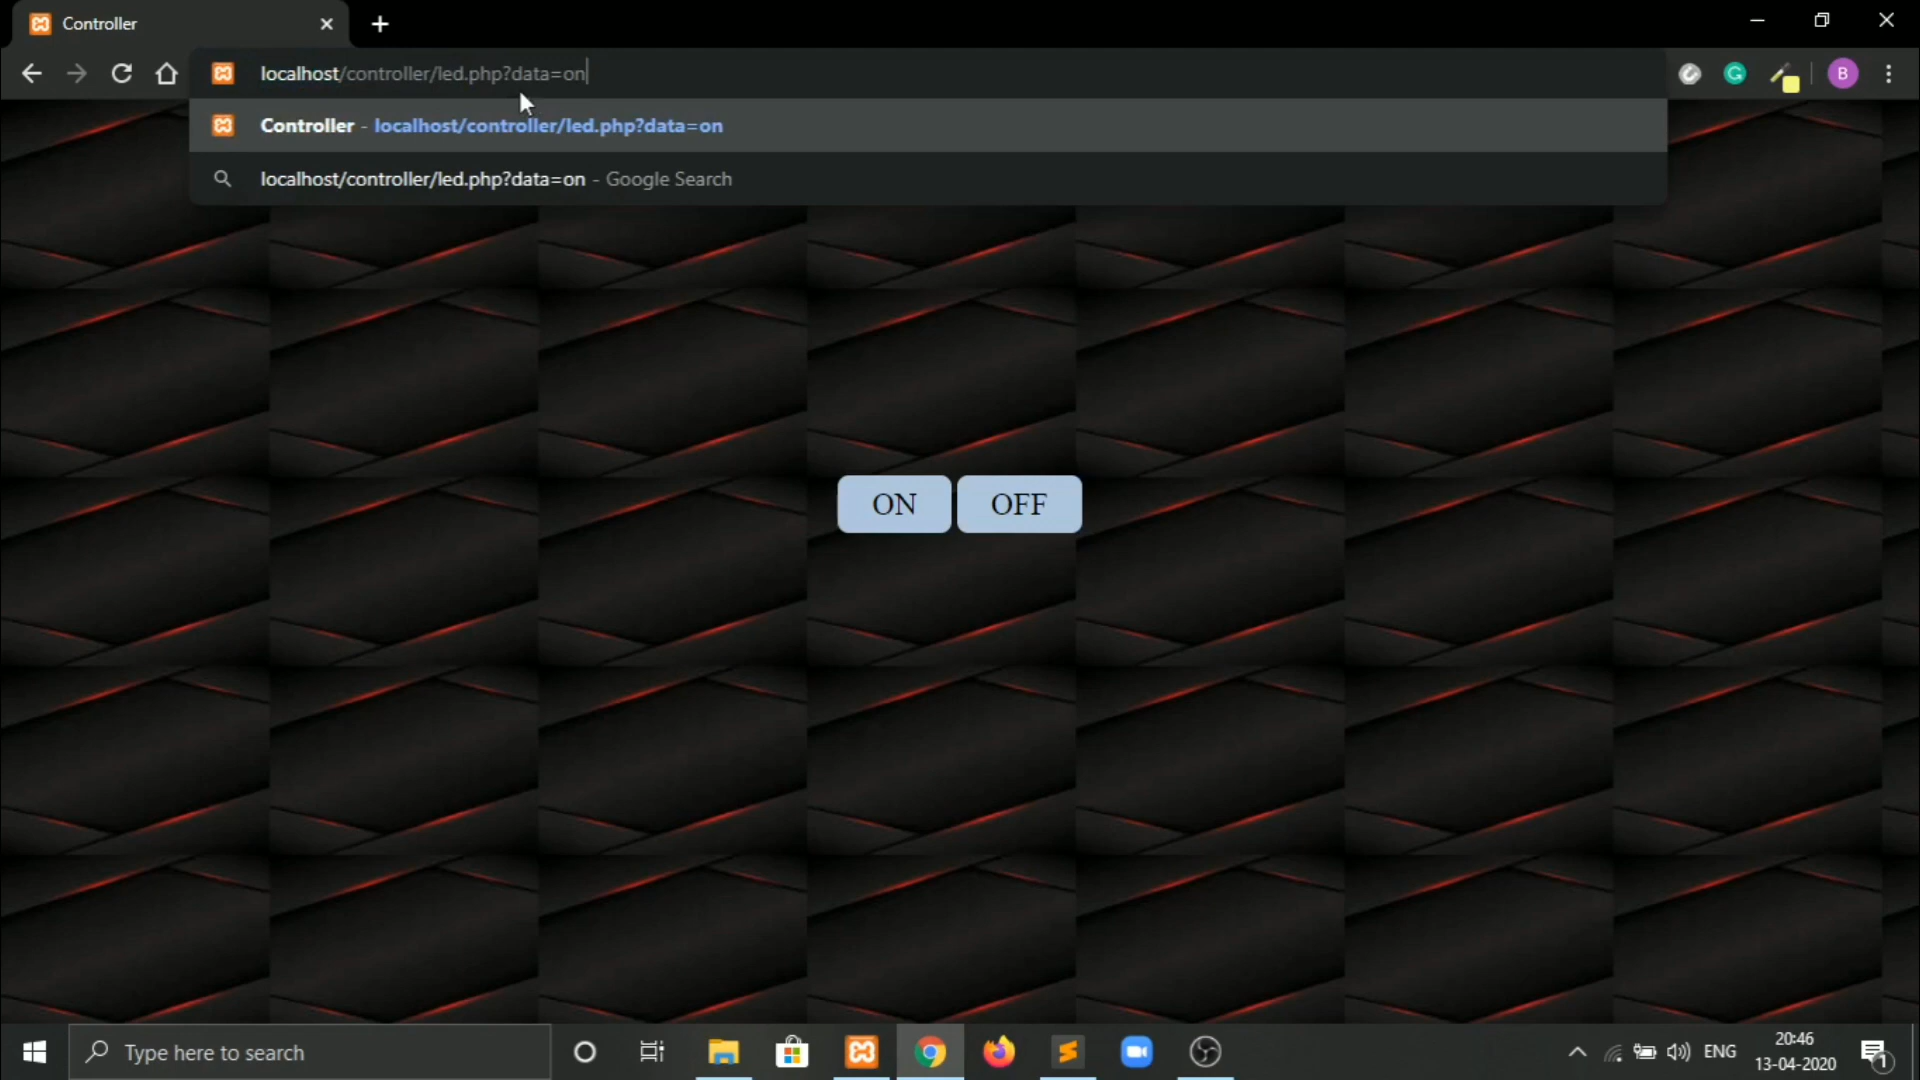 Controller
localhost/controller/led.php?data=on
Controller - localhost/controller/led.php?data=on
localhost/controller/led.php?data=on - Google Search
B
ON OFF
Type here to search
ENG
20:46
13-04-2020
1